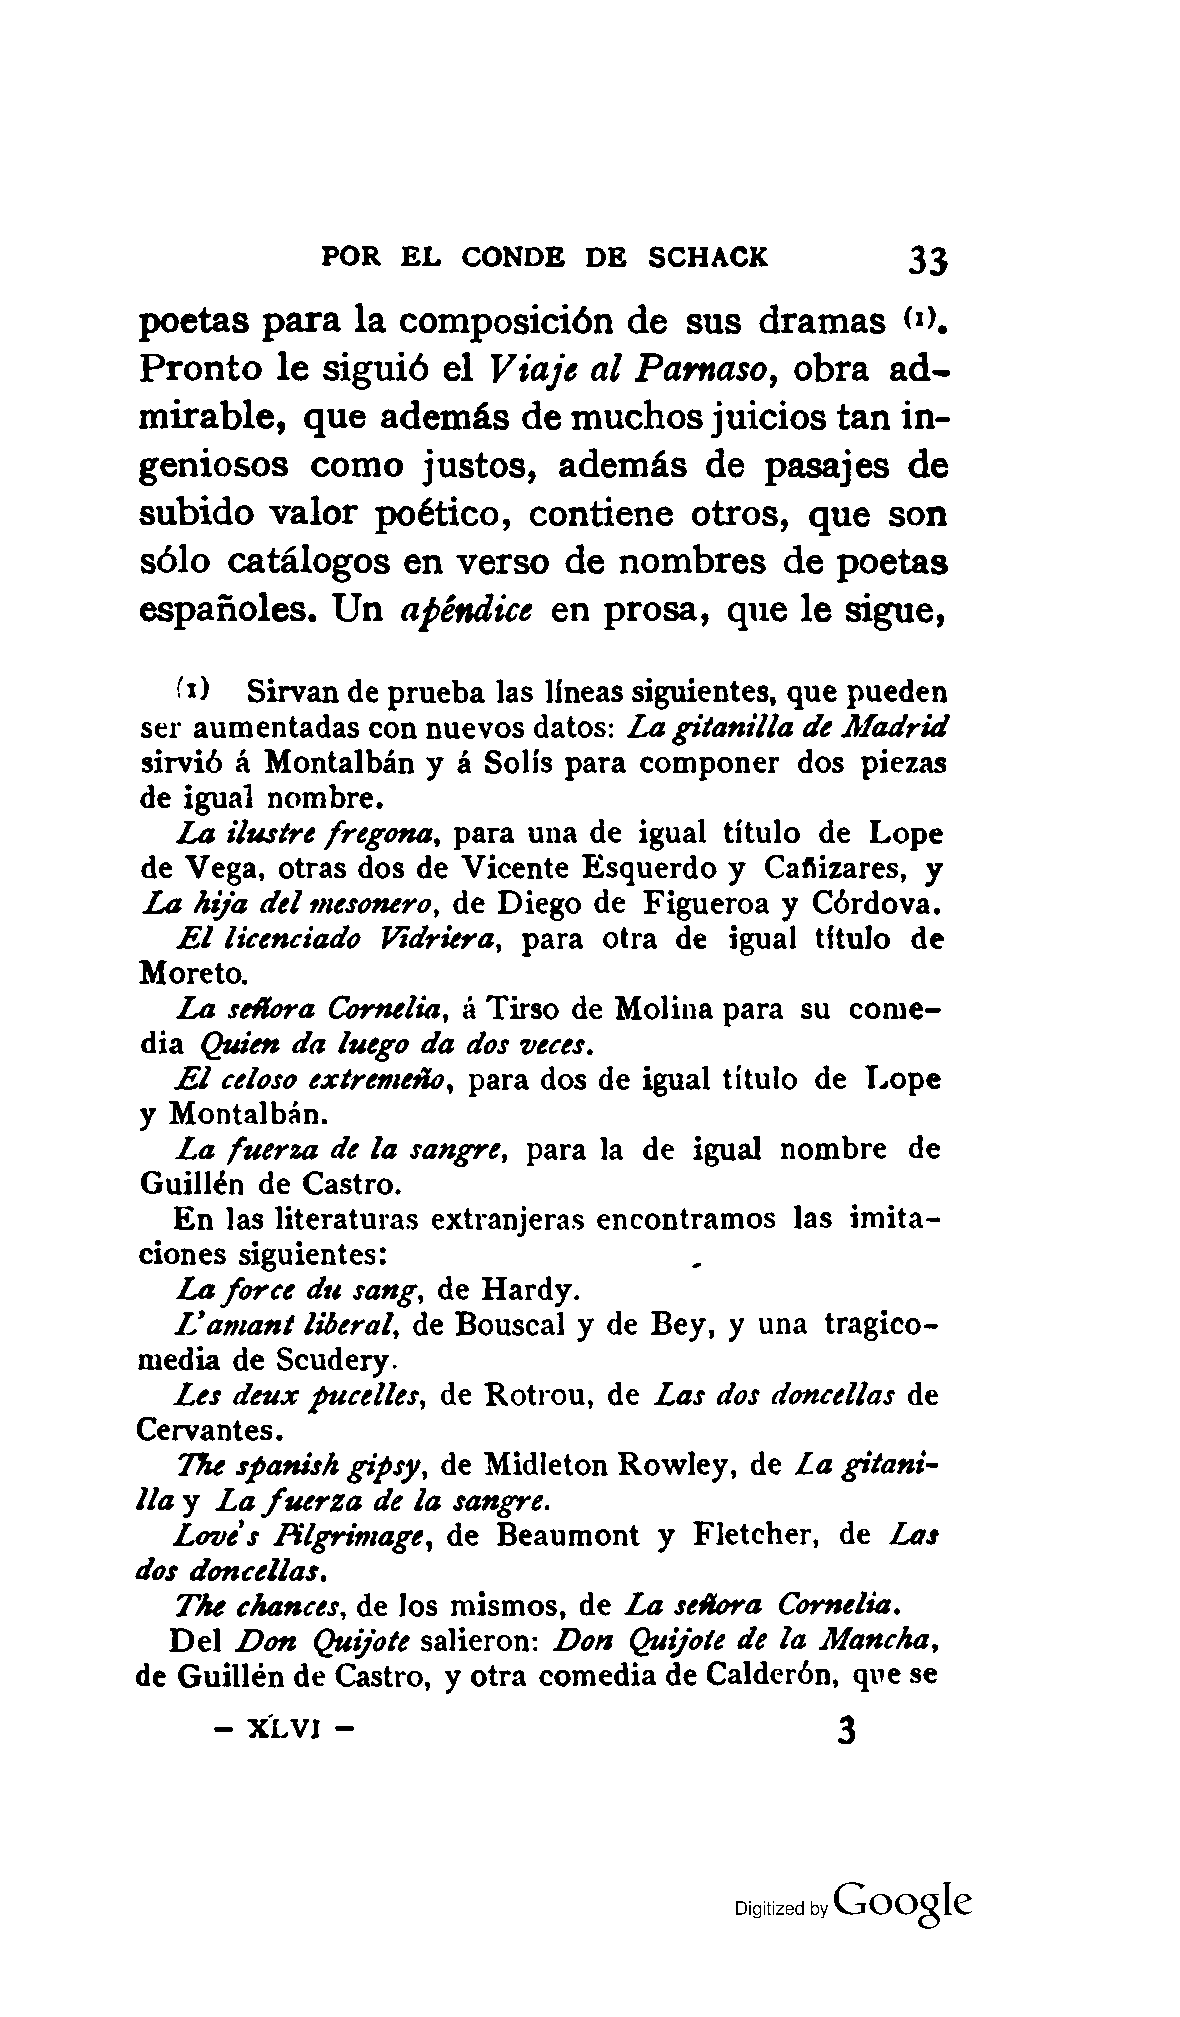 POR EL CONDE DE SCHACK 33
poetas para la composición de sus dramas (1).
Pronto le siguió el Viaje al Parnaso, obra ad-
mirable, que además de muchos juicios tan in-
geniosos como justos, además de pasajes de
subido valor poético, contiene otros, que son
sólo catálogos en verso de nombres de poetas
españoles. Un apéndice en prosa, que le sigue,
(1) Sirvan de prueba las líneas siguientes, que pueden
ser aumentadas con nuevos datos: La gitanilla de Madrid
sirvió á Montalbán y á Solís para componer dos piezas
de igual nombre.
La ilustre fregona, para una de igual título de Lope
de Vega, otras dos de Vicente Esquerdo y Cañizares, y
La hija del mesonero, de Diego de Figueroa y Córdova.
El licenciado Vidriera, para otra de igual título de
Moreto.
La señora Cornelia, á Tirso de Molina para su come-
dia Quien da luego da dos veces.
El celoso extremeño, para dos de igual título de Lope
y Montalbán.
La fuerza de la sangre, para la de igual nombre de
Guillén de Castro.
En las literaturas extranjeras encontramos las imita-
ciones siguientes:
La force du sang, de Hardy.
L'amant liberal, de Bouscal y de Bey, y una tragico-
media de Scudery.
Les deux pucelles, de Rotrou, de Las dos doncellas de
Cervantes.
The spanish gipsy, de Midleton Rowley, de La gitani-
lla y La fuerza de la sangre.
Love's Pilgrimage, de Beaumont y Fletcher, de Las
dos doncellas.
The chances, de los mismos, de La señora Cornelia.
Del Don Quijote salieron: Don Quijote de la Mancha,
de Guillén de Castro, y otra comedia de Calderón, que se
- XLVI - 3
Digitized by Google